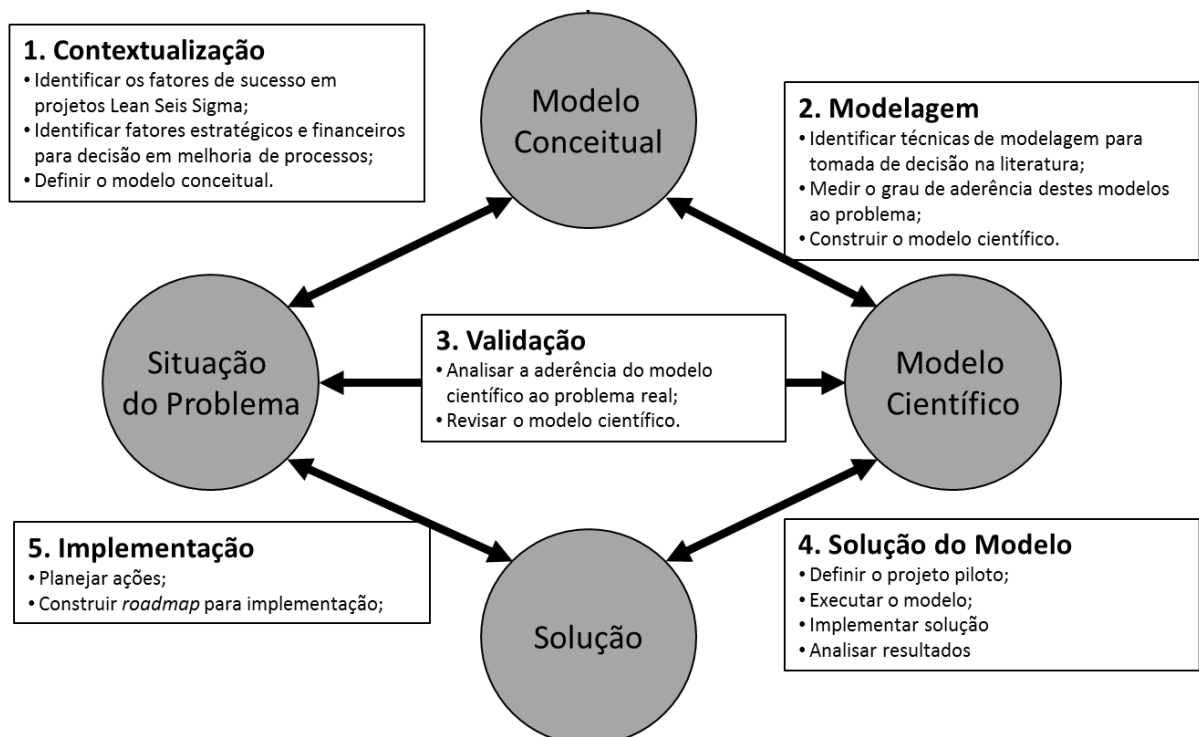 1. Contextualização
• Identificar os fatores de sucesso em
projetos Lean Seis Sigma;
• Identificar fatores estratégicos e financeiros
para decisão em melhoria de processos;
• Definir o modelo conceitual.
Modelo
Conceitual
2. Modelagem
• Identificar técnicas de modelagem para
tomada de decisão na literatura;
• Medir o grau de aderência destes modelos
ao problema;
• Construir o modelo científico.
Situação
do Problema
3. Validação
• Analisar a aderência do modelo
científico ao problema real;
• Revisar o modelo científico.
Modelo
Científico
5. Implementação
• Planejar ações;
• Construir roadmap para implementação;
Solução
4. Solução do Modelo
• Definir o projeto piloto;
• Executar o modelo;
• Implementar solução
• Analisar resultados